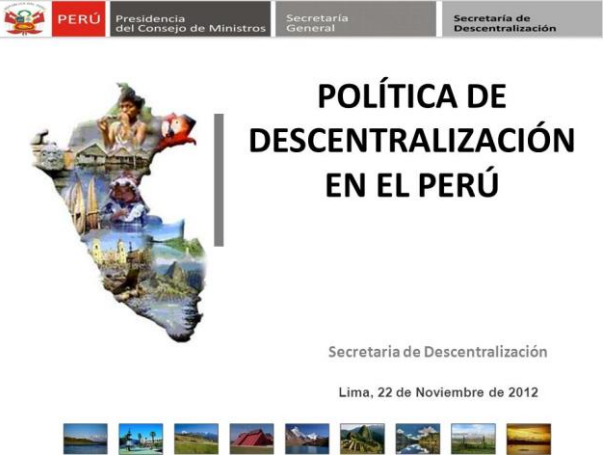 PERÚ
Presidencia
del Consejo de Ministros
Secretaría
General
Secretaría de
Descentralización
POLÍTICA DE
DESCENTRALIZACIÓN
EN EL PERÚ
Secretaria de Descentralización
Lima, 22 de Noviembre de 2012